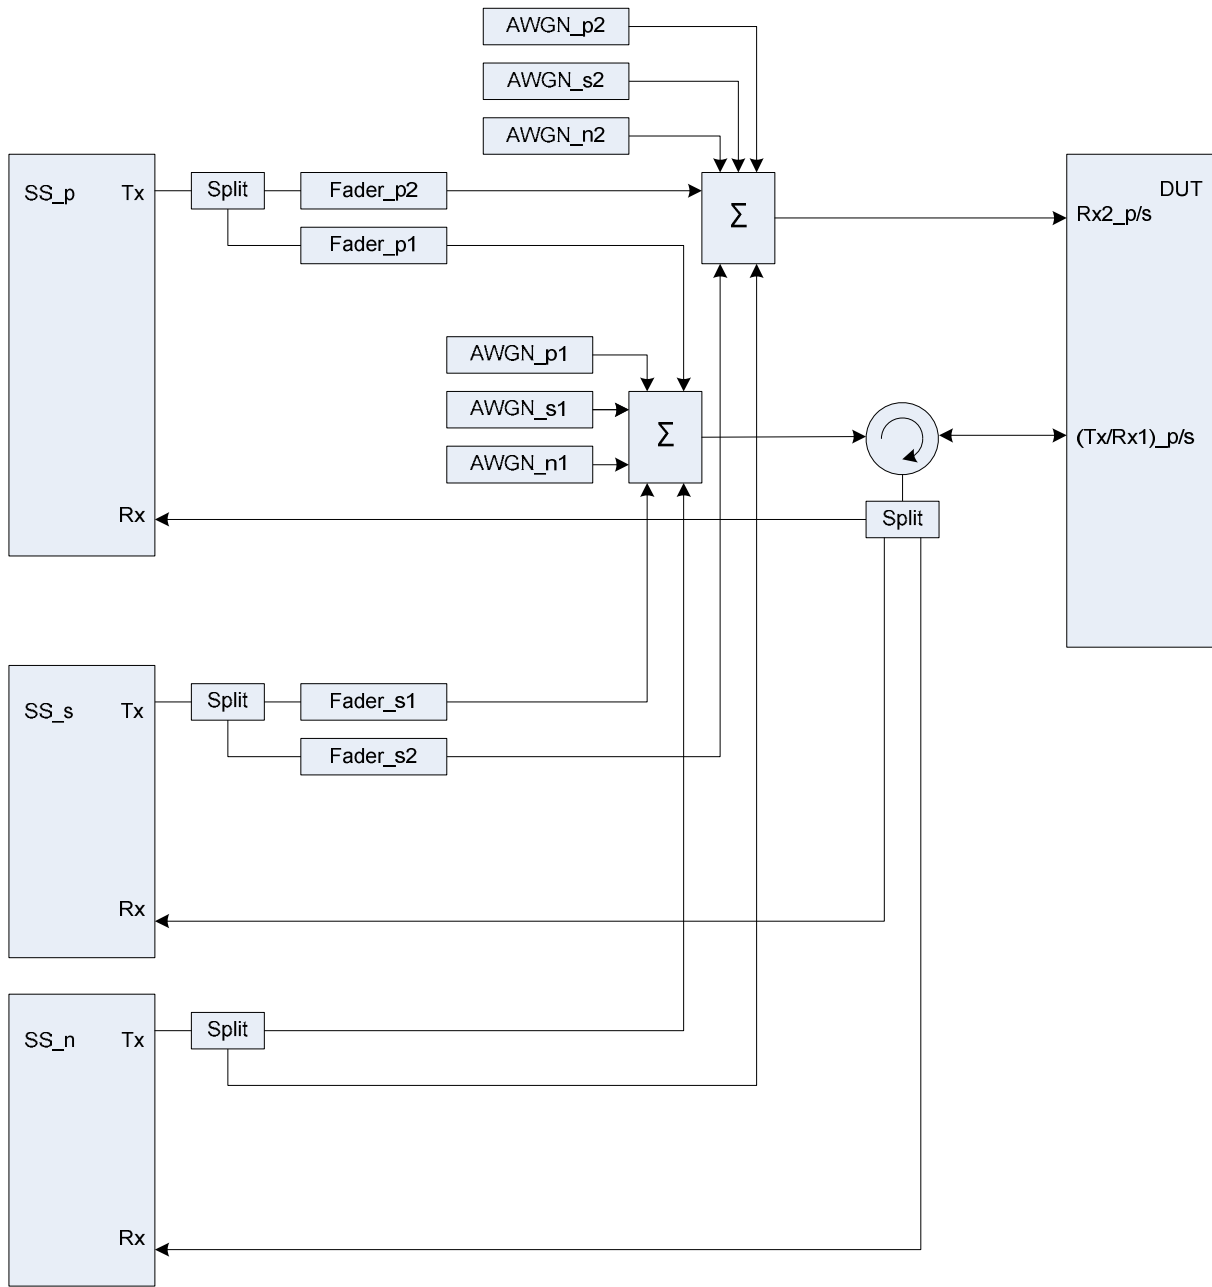 AWGN_p2
AWGN_s2
AWGN_n2
SS_p Tx
Split
Fader_p2
Fader_p1
Σ
DUT
Rx2_p/s
AWGN_p1
AWGN_s1
AWGN_n1
Σ
(Tx/Rx1)_p/s
Rx
Split
SS_s Tx
Split
Fader_s1
Fader_s2
Rx
SS_n Tx
Split
Rx